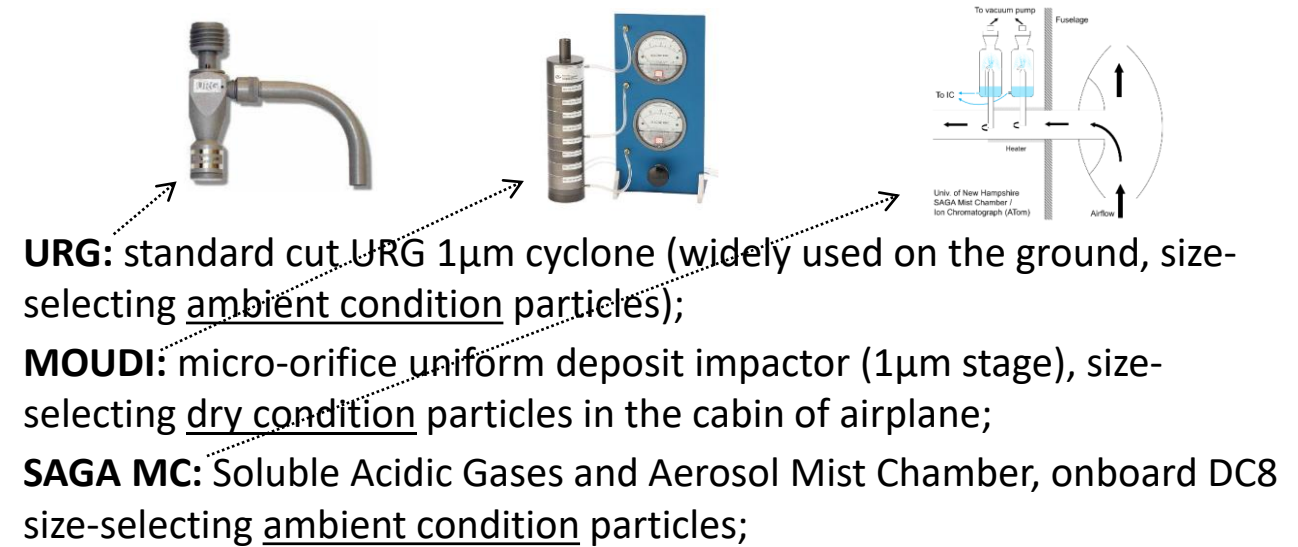 To vacuum pump
Fuselage
URG
To IC
Heater
Univ. of New Hampshire
SAGA Mist Chamber /
Ion Chromatograph (ATom)
Airflow
URG: standard cut URG 1μm cyclone (widely used on the ground, size-
selecting ambient condition particles);
MOUDI: micro-orifice uniform deposit impactor (1μm stage), size-
selecting dry condition particles in the cabin of airplane;
SAGA MC: Soluble Acidic Gases and Aerosol Mist Chamber, onboard DC8
size-selecting ambient condition particles;